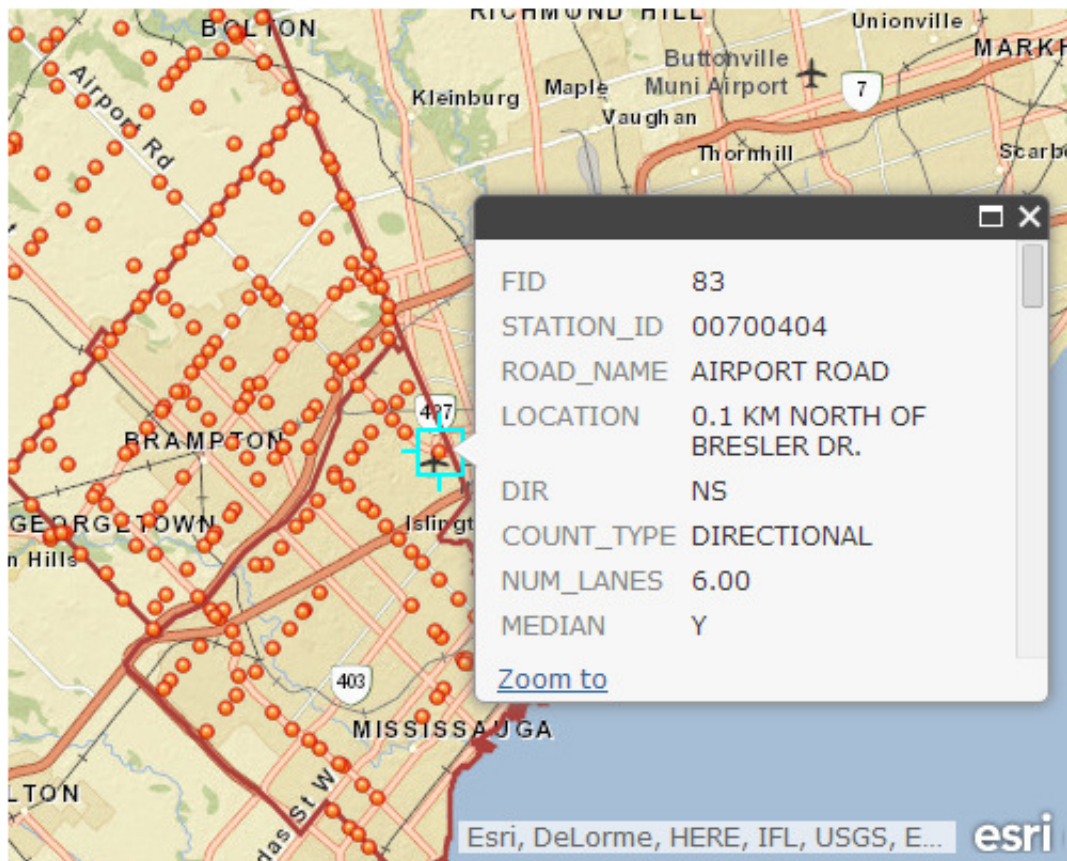 BOLTON
RICHMOND HILL
Unionville
Buttonville
Muni Airport
MARKH
7
Airport Rd
Kleinburg
Maple
Vaughan
Thornhill
Scarbo
FID 83
STATION_ID 00700404
ROAD_NAME AIRPORT ROAD
LOCATION 0.1 KM NORTH OF
BRESLER DR.
DIR NS
COUNT_TYPE DIRECTIONAL
NUM_LANES 6.00
MEDIAN Y
Zoom to
BRAMPTON
GEORGETOWN
n Hills
Islingt
403
MISSISSAUGA
LTON
das St W
Esri, DeLorme, HERE, IFL, USGS, E...
esri